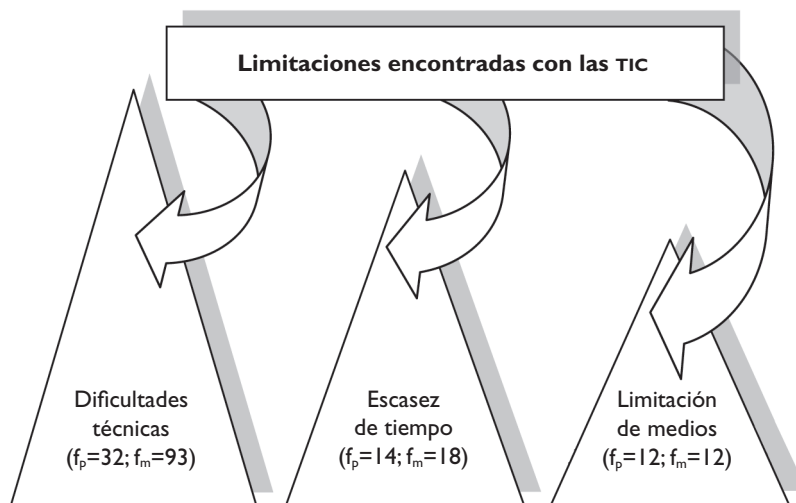 Limitaciones encontradas con las TIC
Dificultades
técnicas
(fp=32; fm=93)
Escasez
de tiempo
(fp=14; fm=18)
Limitación
de medios
(fp=12; fm=12)